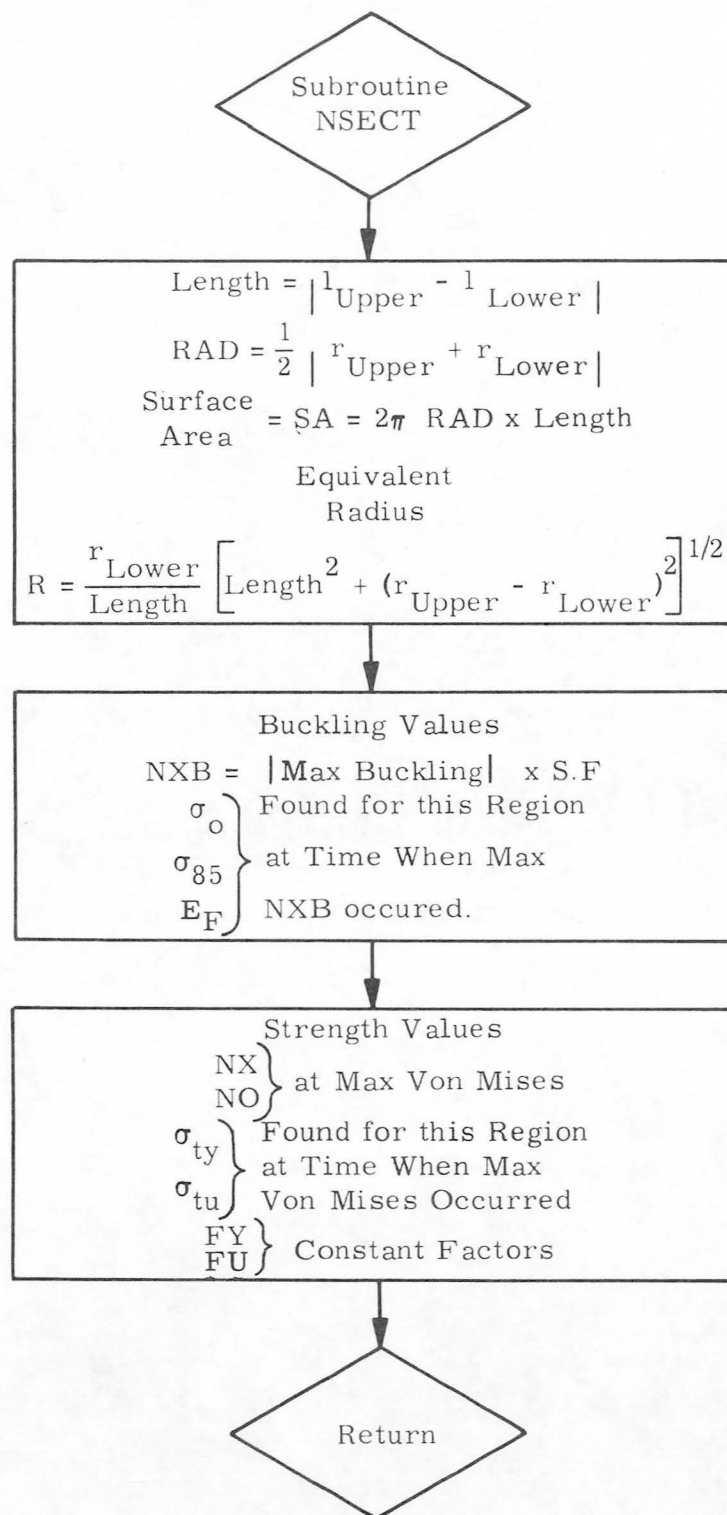 Subroutine
NSECT
Length = | l Upper - l Lower |
RAD = 1/2 | r Upper + r Lower |
Surface Area = SA = 2π RAD x Length
Equivalent
Radius
R = r Lower / Length [Length² + (r Upper - r Lower)²]^1/2
Buckling Values
NXB = |Max Buckling| x S.F
σo } Found for this Region
σ85 } at Time When Max
EF } NXB occured.
Strength Values
NX
NO } at Max Von Mises
σty } Found for this Region
at Time When Max
σtu } Von Mises Occurred
FY
FU } Constant Factors
Return